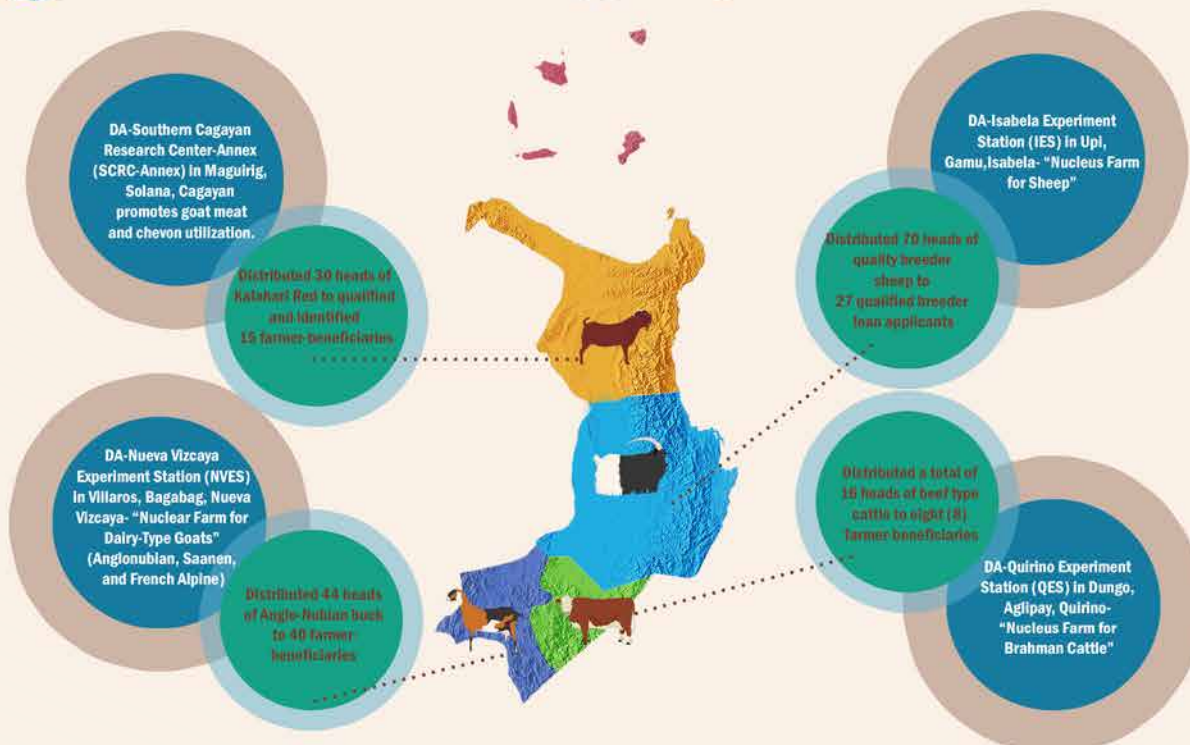 DA-Southern Cagayan
Research Center-Annex
(SCRC-Annex) in Maguirig,
Solana, Cagayan
promotes goat meat
and chevon utilization.
Distributed 30 heads of
Kalahari Red to qualified
and identified
15 farmer-beneficiaries
DA-Nueva Vizcaya
Experiment Station (NVES)
in Villaros, Bagabag, Nueva
Vizcaya- “Nuclear Farm for
Dairy-Type Goats”
(Anglonubian, Saanen,
and French Alpine)
Distributed 44 heads
of Anglo-Nubian buck
to 40 farmer-
beneficiaries
DA-Isabela Experiment
Station (IES) in Upi,
Gamu,Isabela- “Nucleus Farm
for Sheep”
Distributed 70 heads of
quality breeder
sheep to
27 qualified breeder
loan applicants
Distributed a total of
16 heads of beef type
cattle to eight (8)
farmer-beneficiaries
DA-Quirino Experiment
Station (QES) in Dungo,
Aglipay, Quirino-
“Nucleus Farm for
Brahman Cattle”